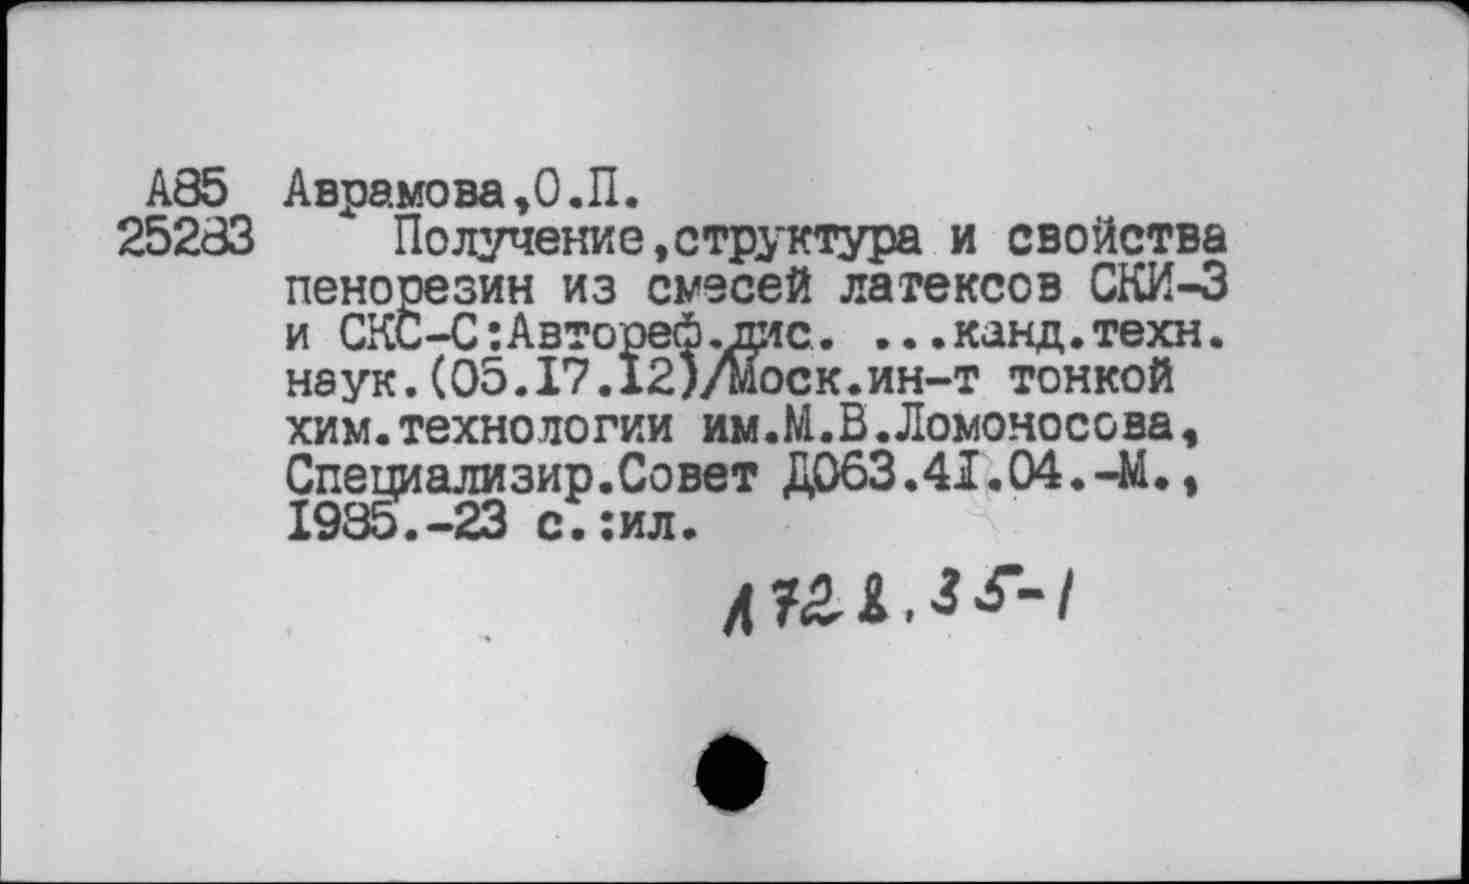 А85 Аврамова,О.П.
25283 Получение,структура и свойства
пенорезин из смесей латексов СКИ-3
и СКС-С:Автореф.дис. ...канд.техн.
наук.(05.17.12)/Моск.ин-т тонкой
хим.технологии им.М.В.Ломоносова,
Специализир.Совет Д063.41.04.-М.,
1985.-23 с.:ил.
Л721.35-1